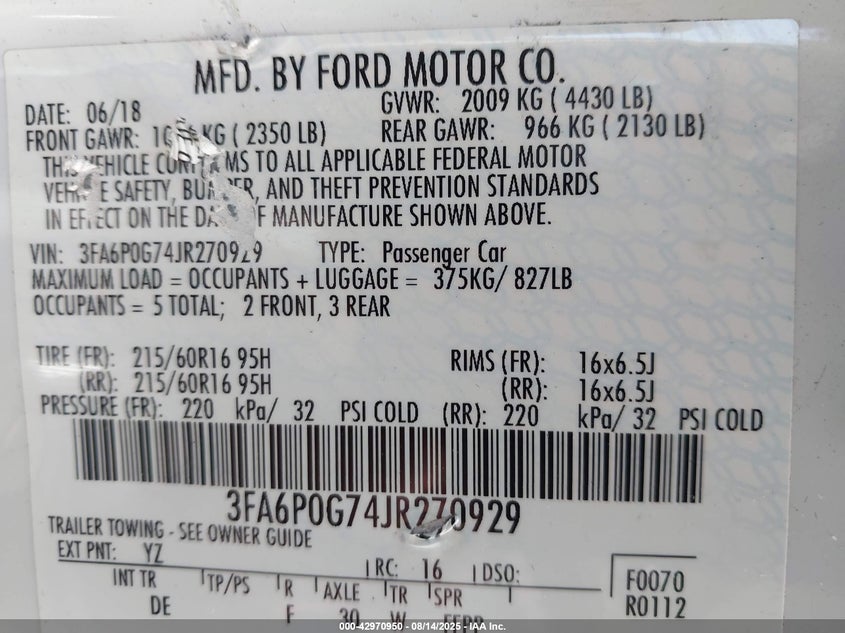 MFD. BY FORD MOTOR CO.
DATE: 06/18 GVWR: 2009 KG ( 4430 LB)
FRONT GAWR: KG ( 2350 LB) REAR GAWR: 966 KG ( 2130 LB)
THIS VEHICLE TO ALL APPLICABLE FEDERAL MOTOR
SAFETY, AND THEFT PREVENTION STANDARDS
IN EFFECT ON THE OF MANUFACTURE SHOWN ABOVE.
VIN: 3FA6P0G74JR270929 TYPE: Passenger Car
MAXIMUM LOAD = OCCUPANTS + LUGGAGE = 375KG/ 827LB
OCCUPANTS = 5 TOTAL; 2 FRONT, 3 REAR
TIRE (FR): 215/60R16 95H RIMS (FR): 16x6.5J
(RR): 215/60R16 95H (RR): 16x6.5J
PRESSURE (FR): 220 kPa/ 32 PSI COLD (RR): 220 kPa/ 32 PSI COLD
3FA6P0G74JR270929
TRAILER TOWING - SEE OWNER GUIDE
EXT PNT: YZ RC: 16 DSO: F0070
INT TR TP/PS R AXLE TR SPR R0112
DE F 30 W
000-42970950 - 08/14/2025 - IAA Inc.